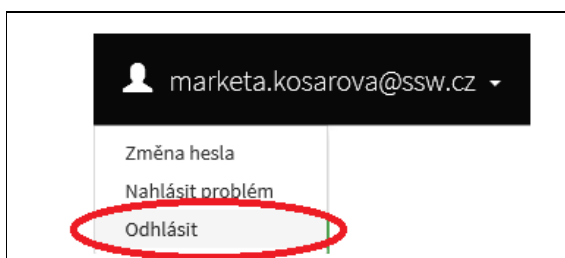 marketa.kosarova@ssw.cz
Změna hesla
Nahlásit problém
Odhlásit